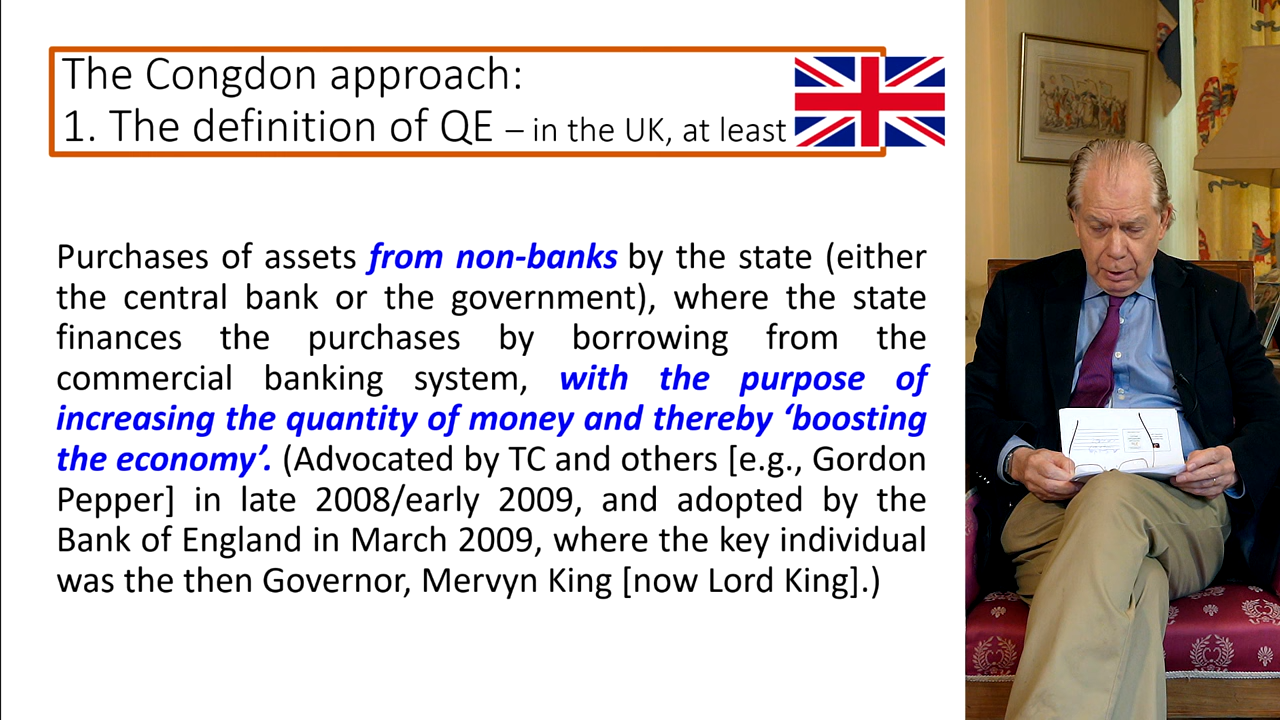 The Congdon approach:
1. The definition of QE – in the UK, at least
Purchases of assets from non-banks by the state (either
the central bank or the government), where the state
finances the purchases by borrowing from the
commercial banking system, with the purpose of
increasing the quantity of money and thereby ‘boosting
the economy’. (Advocated by TC and others [e.g., Gordon
Pepper] in late 2008/early 2009, and adopted by the
Bank of England in March 2009, where the key individual
was the then Governor, Mervyn King [now Lord King].)